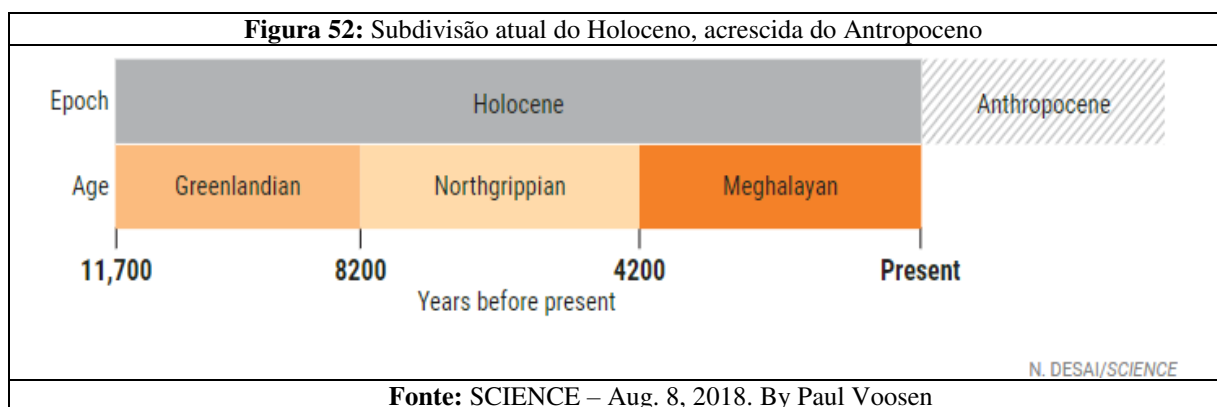 Figura 52: Subdivisão atual do Holoceno, acrescida do Antropoceno
Epoch Holocene Anthropocene
Age Greenlandian Northgrippian Meghalayan
11,700 8200 4200 Present
Years before present
N. DESAI/SCIENCE
Fonte: SCIENCE – Aug. 8, 2018. By Paul Voosen